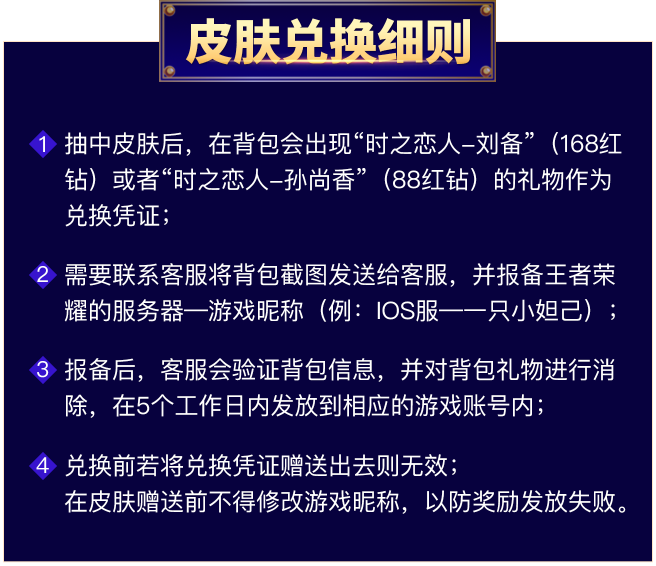 皮肤兑换细则
1 抽中皮肤后，在背包会出现“时之恋人-刘备”（168红
钻）或者“时之恋人-孙尚香”（88红钻）的礼物作为
兑换凭证；
2 需要联系客服将背包截图发送给客服，并报备王者荣
耀的服务器—游戏昵称（例：IOS服——一只小妲己）；
3 报备后，客服会验证背包信息，并对背包礼物进行消
除，在5个工作日内发放到相应的游戏账号内；
4 兑换前若将兑换凭证赠送出去则无效；
在皮肤赠送前不得修改游戏昵称，以防奖励发放失败。